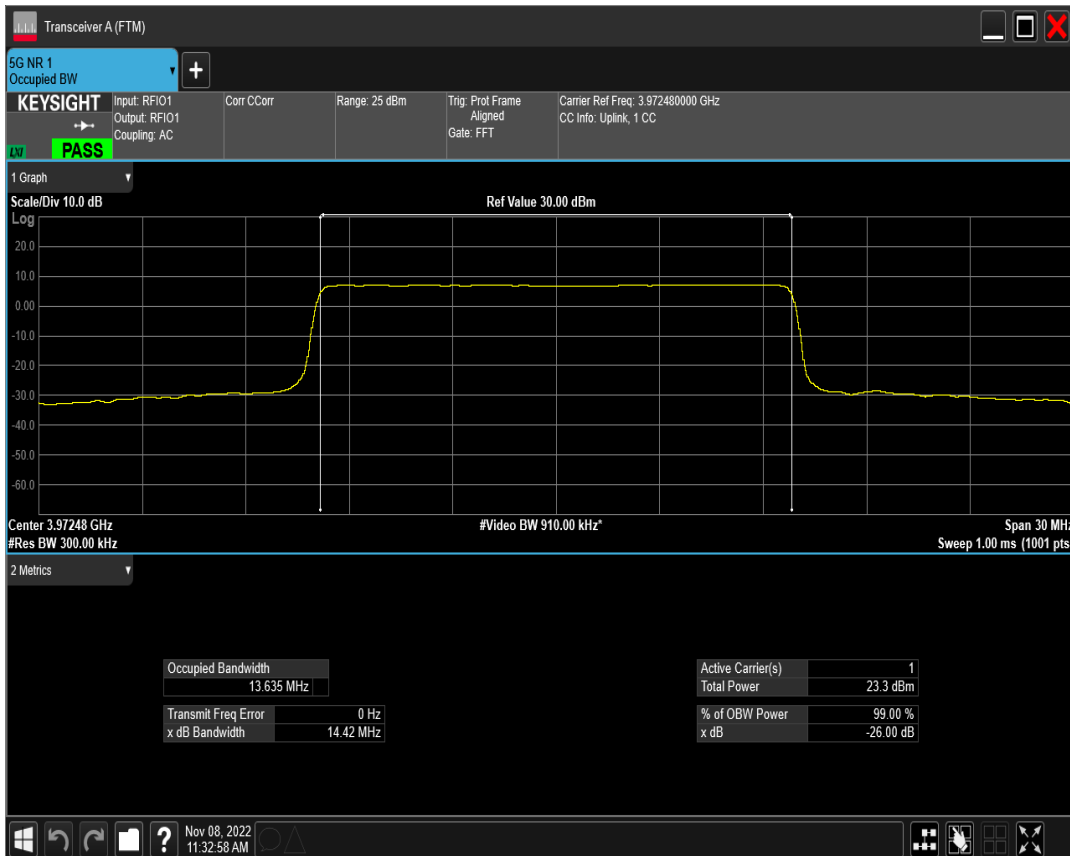 Transceiver A (FTM)
5G NR 1
Occupied BW
+
KEYSIGHT
LXI
PASS
Input: RFIO1
Output: RFIO1
Coupling: AC
Corr CCorr
Range: 25 dBm
Trig: Prot Frame
Aligned
Gate: FFT
Carrier Ref Freq: 3.972480000 GHz
CC Info: Uplink, 1 CC
1 Graph
Scale/Div 10.0 dB
Ref Value 30.00 dBm
Log
20.0
10.0
0.00
-10.0
-20.0
-30.0
-40.0
-50.0
-60.0
Center 3.97248 GHz
#Video BW 910.00 kHz*
Span 30 MHz
#Res BW 300.00 kHz
Sweep 1.00 ms (1001 pts
2 Metrics
Occupied Bandwidth
13.635 MHz
Transmit Freq Error 0 Hz
x dB Bandwidth 14.42 MHz
Active Carrier(s) 1
Total Power 23.3 dBm
% of OBW Power 99.00 %
x dB -26.00 dB
?
Nov 08, 2022
11:32:58 AM